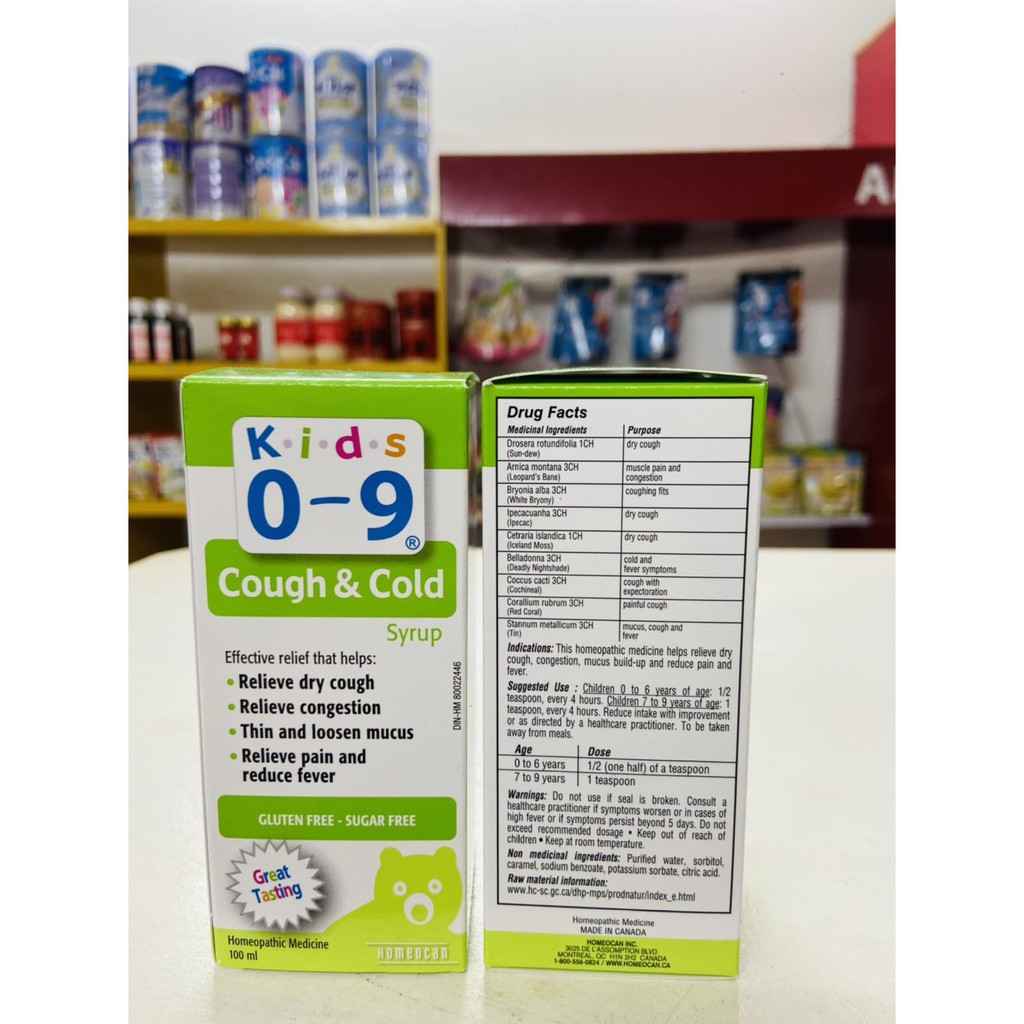 Kids
0-9®
Cough & Cold
Syrup
Effective relief that helps:
• Relieve dry cough
• Relieve congestion
• Thin and loosen mucus
• Relieve pain and
reduce fever
DIN-HM 80022446
GLUTEN FREE - SUGAR FREE
Great
Tasting
Homeopathic Medicine
100 ml
HOMEOCAN
Drug Facts
Medicinal Ingredients Purpose
Drosera rotundifolia 1CH dry cough
(Sun-dew)
Arnica montana 3CH muscle pain and
(Leopard's Bane) congestion
Bryonia alba 3CH coughing fits
(White Bryony)
Ipecacuanha 3CH dry cough
(Ipecac)
Cetraria islandica 1CH dry cough
(Iceland Moss)
Belladonna 3CH cold and
(Deadly Nightshade) fever symptoms
Coccus cacti 3CH cough with
(Cochineal) expectoration
Corallium rubrum 3CH painful cough
(Red Coral)
Stannum metallicum 3CH mucus, cough and
(Tin) fever
Indications: This homeopathic medicine helps relieve dry
cough, congestion, mucus build-up and reduce pain and
fever.
Suggested Use : Children 0 to 6 years of age: 1/2
teaspoon, every 4 hours. Children 7 to 9 years of age: 1
teaspoon, every 4 hours. Reduce intake with improvement
or as directed by a healthcare practitioner. To be taken
away from meals.
Age Dose
0 to 6 years 1/2 (one half) of a teaspoon
7 to 9 years 1 teaspoon
Warnings: Do not use if seal is broken. Consult a
healthcare practitioner if symptoms worsen or in cases of
high fever or if symptoms persist beyond 5 days. Do not
exceed recommended dosage • Keep out of reach of
children • Keep at room temperature.
Non medicinal ingredients: Purified water, sorbitol,
caramel, sodium benzoate, potassium sorbate, citric acid.
Raw material information:
www.hc-sc.gc.ca/dhp-mps/prodnatur/index_e.html
Homeopathic Medicine
MADE IN CANADA
HOMEOCAN INC.
3025 DE L'ASSOMPTION BLVD
MONTREAL, QC H1N 2H2 CANADA
1-800-556-0824 / WWW.HOMEOCAN.CA